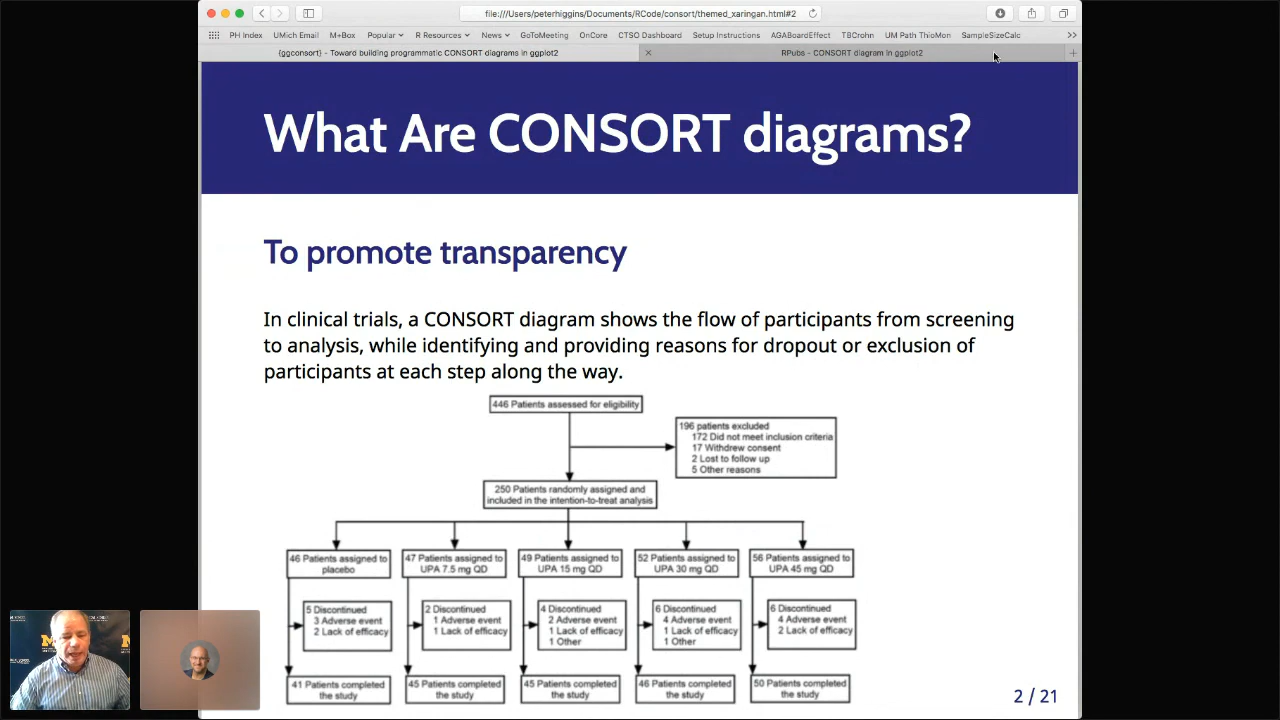 file:///Users/peterhiggins/Documents/RCode/consort/themed_xaringan.html#2
PH Index UMich Email M+Box Popular R Resources News GoToMeeting OnCore CTSO Dashboard Setup Instructions AGABoardEffect TBCrohn UM Path ThioMon SampleSizeCalc
{ggconsort} - Toward building programmatic CONSORT diagrams in ggplot2
RPubs - CONSORT diagram in ggplot2
What Are CONSORT diagrams?
To promote transparency
In clinical trials, a CONSORT diagram shows the flow of participants from screening
to analysis, while identifying and providing reasons for dropout or exclusion of
participants at each step along the way.
446 Patients assessed for eligibility
196 patients excluded
172 Did not meet inclusion criteria
17 Withdrew consent
2 Lost to follow up
5 Other reasons
250 Patients randomly assigned and
included in the intention-to-treat analysis
46 Patients assigned to
placebo
47 Patients assigned to
UPA 7.5 mg QD
49 Patients assigned to
UPA 15 mg QD
52 Patients assigned to
UPA 30 mg QD
56 Patients assigned to
UPA 45 mg QD
5 Discontinued
3 Adverse event
2 Lack of efficacy
2 Discontinued
1 Adverse event
1 Lack of efficacy
4 Discontinued
2 Adverse event
1 Lack of efficacy
1 Other
6 Discontinued
4 Adverse event
1 Lack of efficacy
1 Other
6 Discontinued
4 Adverse event
2 Lack of efficacy
41 Patients completed
the study
45 Patients completed
the study
45 Patients completed
the study
46 Patients completed
the study
50 Patients completed
the study
2 / 21